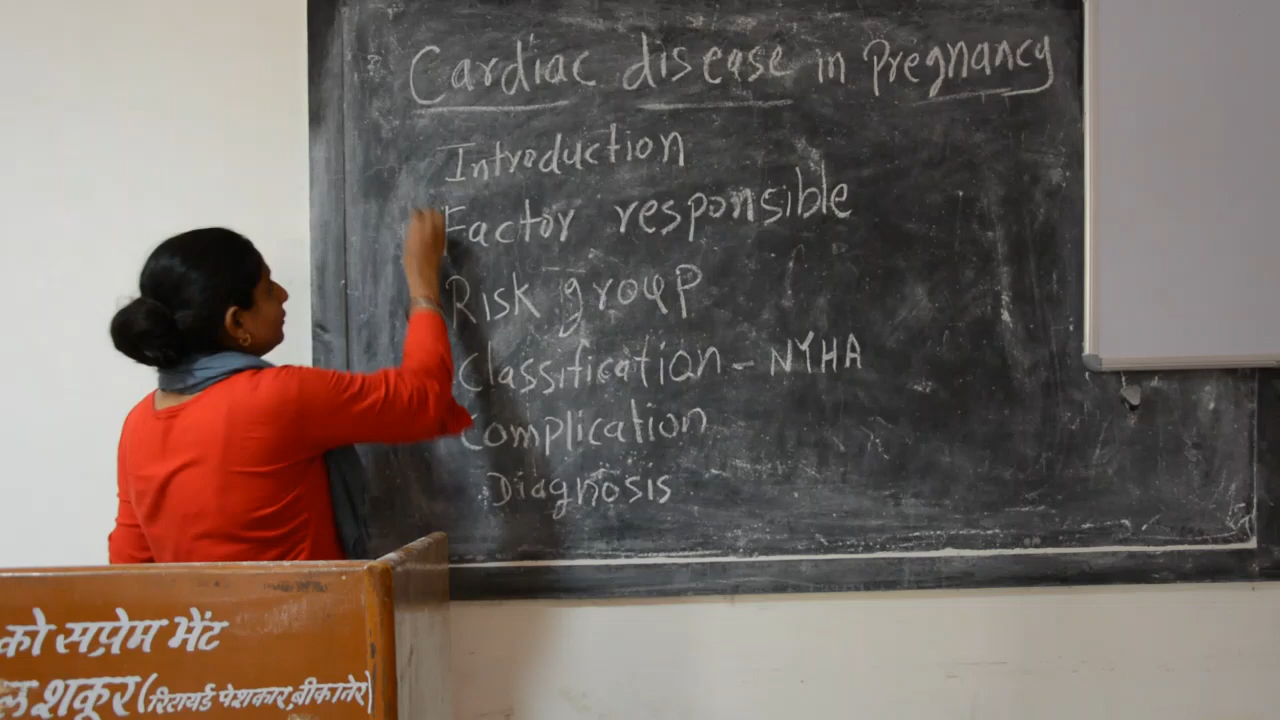 Cardiac disease in Pregnancy
Introduction
Factor responsible
Risk group
Classification - NYHA
Complication
Diagnosis
को सप्रेम भेंट
शकूर (रिटायर्ड पेशकार, बीकानेर)